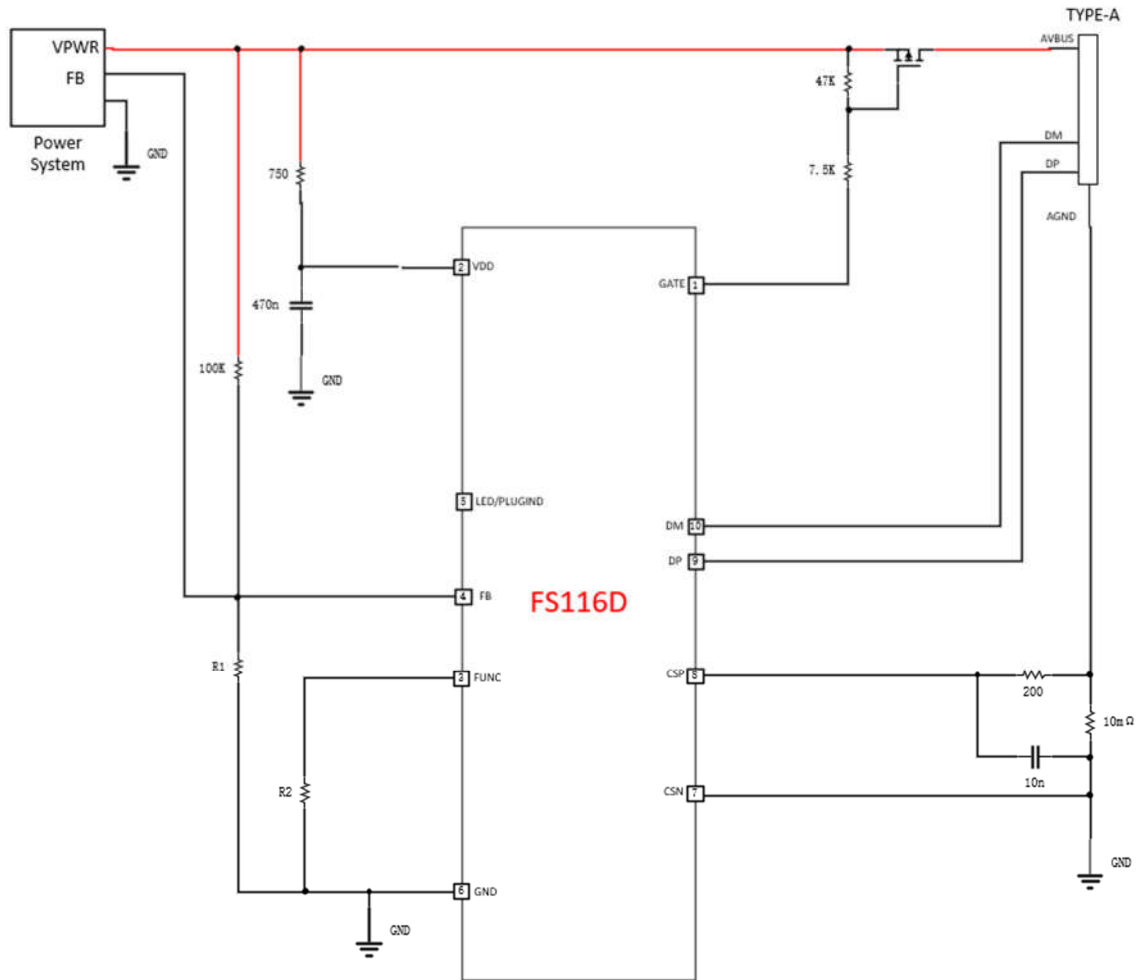 TYPE-A
VPWR
AVBUS
FB
47K
Power
System
GND
DM
750
7.5K
DP
AGND
2
VDD
GATE
1
470n
100K
GND
5
LED/PLUGIND
DM
10
DP
9
4
FB
FS116D
R1
3
FUNC
CSP
8
200
10mΩ
R2
10n
CSN
7
6
GND
GND
GND